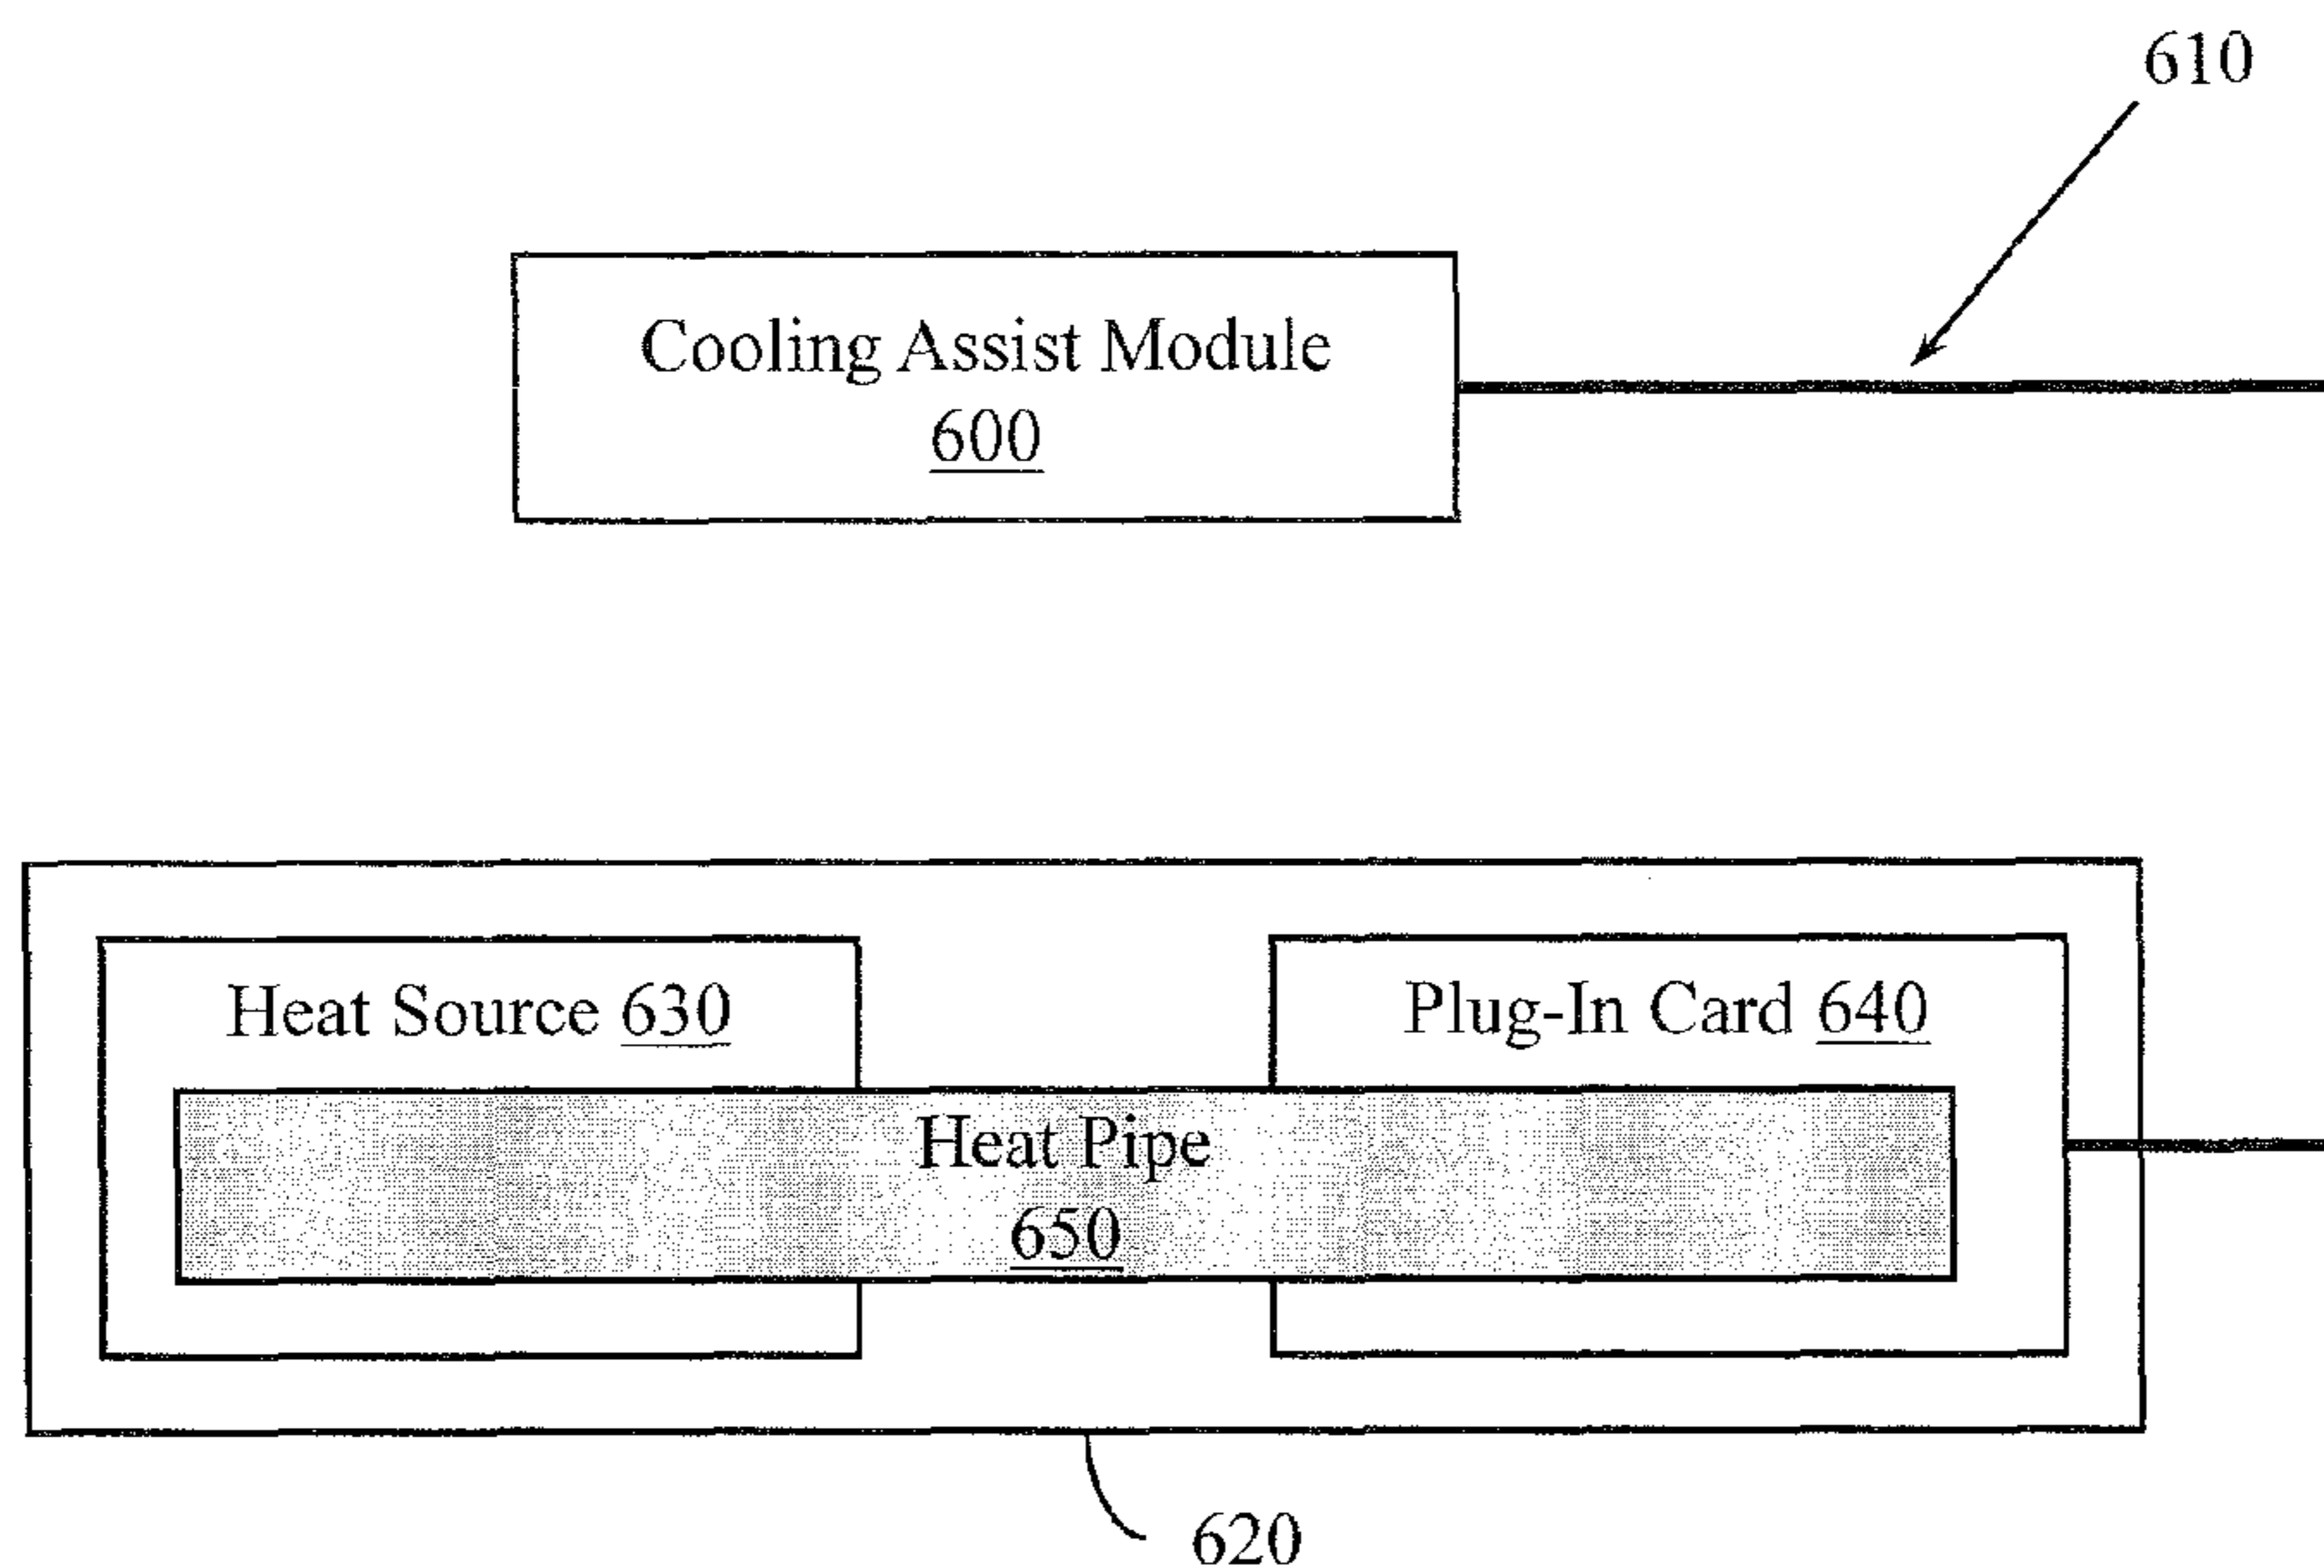 610
Cooling Assist Module
600
Heat Source 630
Plug-In Card 640
Heat Pipe
650
620